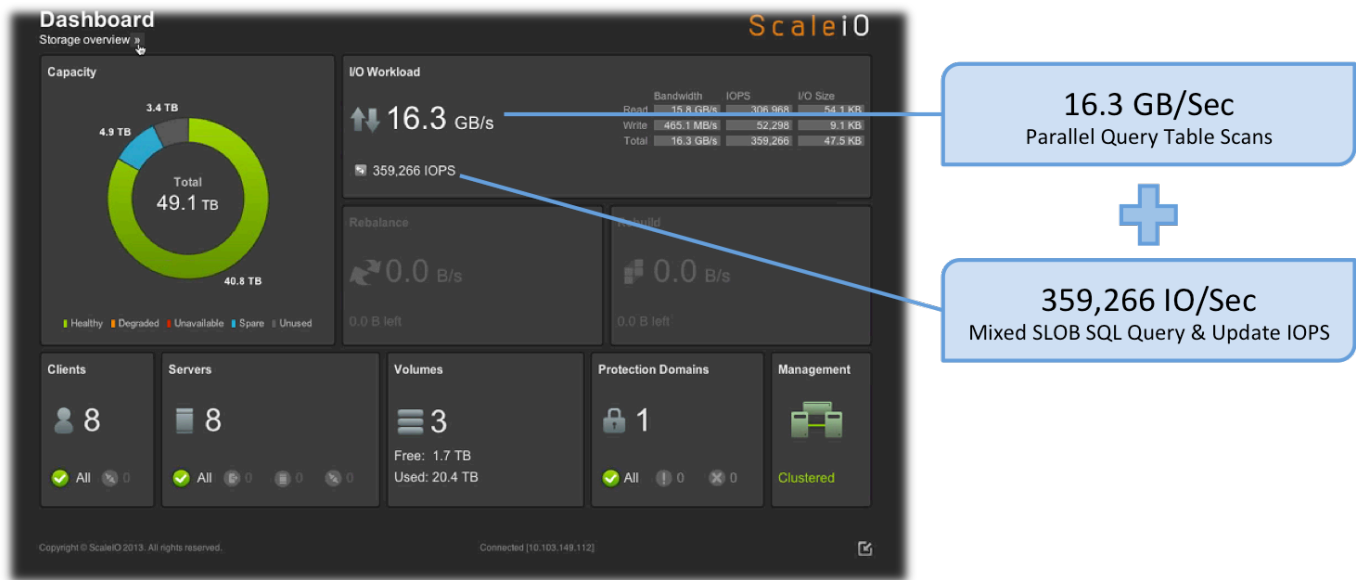 Dashboard
Storage overview »
ScaleiO
Capacity
3.4 TB
4.9 TB
Total
49.1 TB
40.8 TB
Healthy Degraded Unavailable Spare Unused
I/O Workload
16.3 GB/s
359,266 IOPS
Bandwidth IOPS I/O Size
Read 15.8 GB/s 306,968 54.1 KB
Write 465.1 MB/s 52,298 9.1 KB
Total 16.3 GB/s 359,266 47.5 KB
Rebalance
0.0 B/s
0.0 B left
Rebuild
0.0 B/s
0.0 B left
Clients
8
All 0
Servers
8
All 0 0 0
Volumes
3
Free: 1.7 TB
Used: 20.4 TB
Protection Domains
1
All 0 0
Management
Clustered
Copyright © ScaleIO 2013. All rights reserved.
Connected [10.103.149.112]
16.3 GB/Sec
Parallel Query Table Scans
359,266 IO/Sec
Mixed SLOB SQL Query & Update IOPS